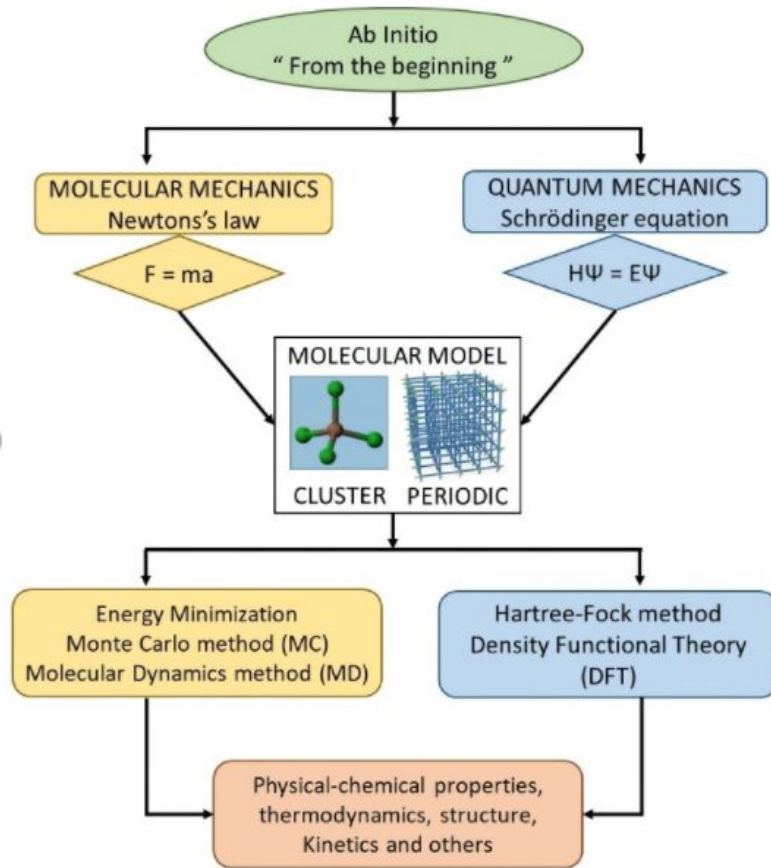 Ab Initio
“ From the beginning ”
MOLECULAR MECHANICS
Newtons’s law
QUANTUM MECHANICS
Schrödinger equation
F = ma
HΨ = EΨ
MOLECULAR MODEL
CLUSTER
PERIODIC
Energy Minimization
Monte Carlo method (MC)
Molecular Dynamics method (MD)
Hartree-Fock method
Density Functional Theory
(DFT)
Physical-chemical properties,
thermodynamics, structure,
Kinetics and others